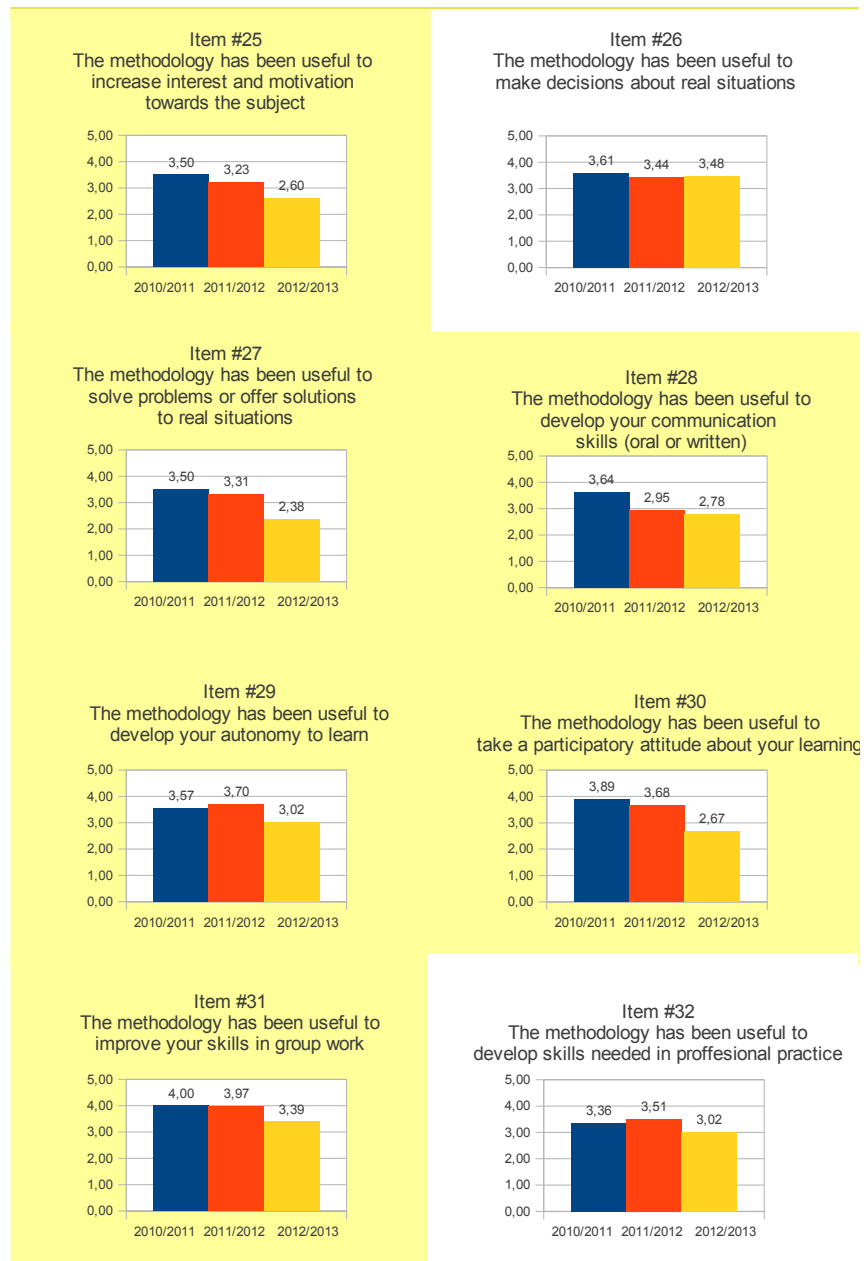 Item #25
The methodology has been useful to
increase interest and motivation
towards the subject
5,00
4,00
3,00
2,00
1,00
0,00
3,50
3,23
2,60
2010/2011 2011/2012 2012/2013
Item #26
The methodology has been useful to
make decisions about real situations
5,00
4,00
3,00
2,00
1,00
0,00
3,61
3,44
3,48
2010/2011 2011/2012 2012/2013
Item #27
The methodology has been useful to
solve problems or offer solutions
to real situations
5,00
4,00
3,00
2,00
1,00
0,00
3,50
3,31
2,38
2010/2011 2011/2012 2012/2013
Item #28
The methodology has been useful to
develop your communication
skills (oral or written)
5,00
4,00
3,00
2,00
1,00
0,00
3,64
2,95
2,78
2010/2011 2011/2012 2012/2013
Item #29
The methodology has been useful to
develop your autonomy to learn
5,00
4,00
3,00
2,00
1,00
0,00
3,57
3,70
3,02
2010/2011 2011/2012 2012/2013
Item #30
The methodology has been useful to
take a participatory attitude about your learning
5,00
4,00
3,00
2,00
1,00
0,00
3,89
3,68
2,67
2010/2011 2011/2012 2012/2013
Item #31
The methodology has been useful to
improve your skills in group work
5,00
4,00
3,00
2,00
1,00
0,00
4,00
3,97
3,39
2010/2011 2011/2012 2012/2013
Item #32
The methodology has been useful to
develop skills needed in proffesional practice
5,00
4,00
3,00
2,00
1,00
0,00
3,36
3,51
3,02
2010/2011 2011/2012 2012/2013